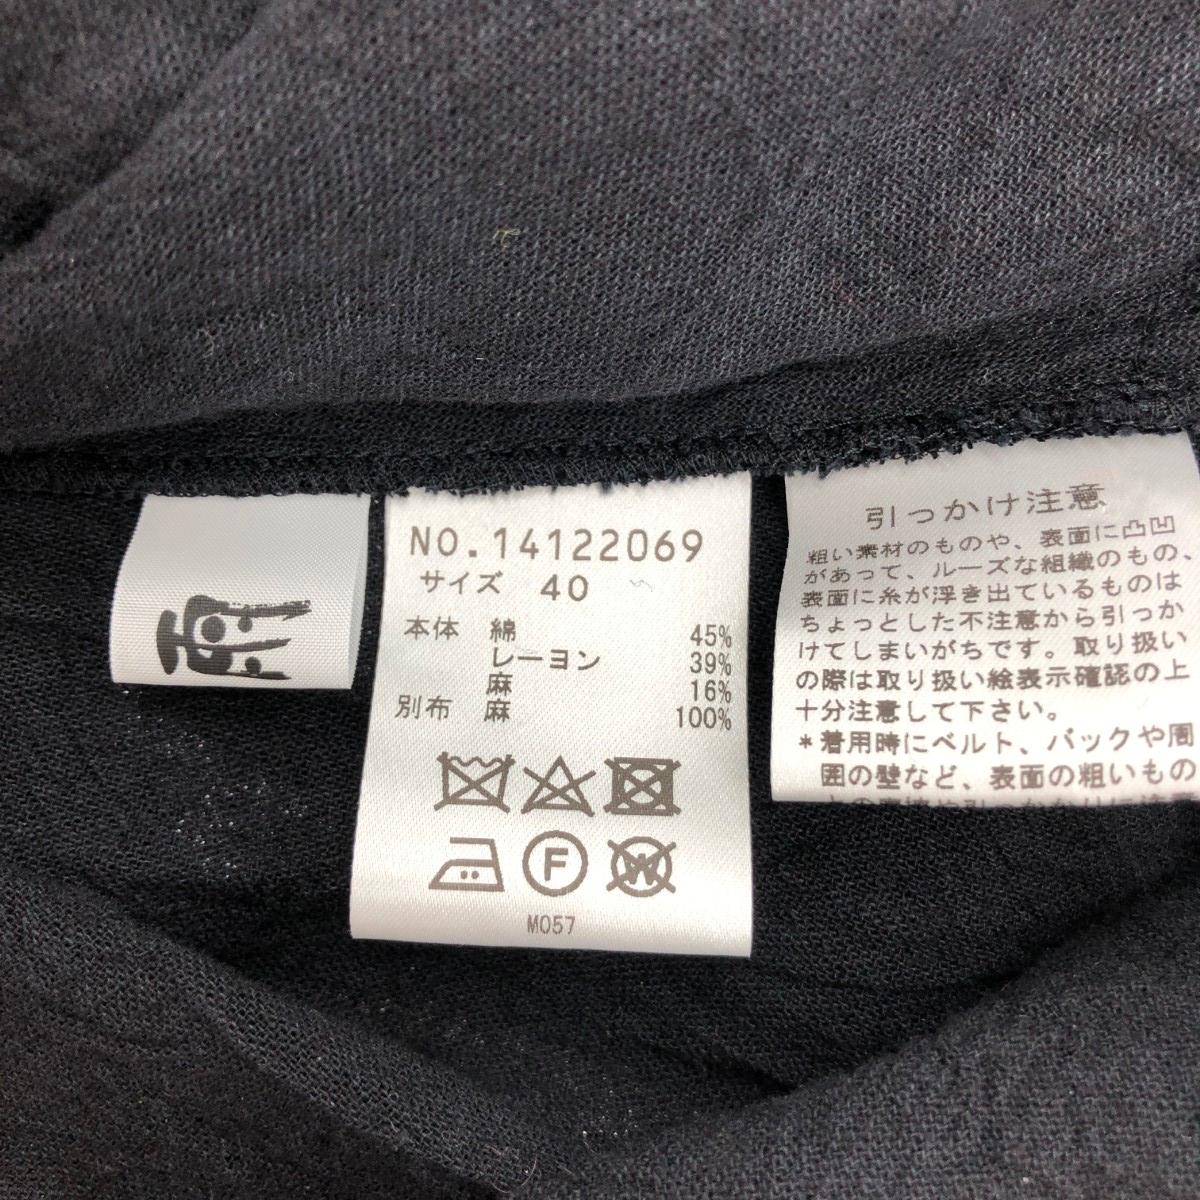 NO.14122069
サイズ 40
本体 綿 45%
レーヨン 39%
麻 16%
別布 麻 100%
F
W
M057
引っかけ注意
粗い素材のものや、表面に凸凹
があって、ルーズな組織のもの、
表面に糸が浮き出ているものは
ちょっとした不注意から引っか
けてしまいがちです。取り扱い
の際は取り扱い絵表示確認の上
十分注意して下さい。
*着用時にベルト、バックや周
囲の壁など、表面の粗いもの